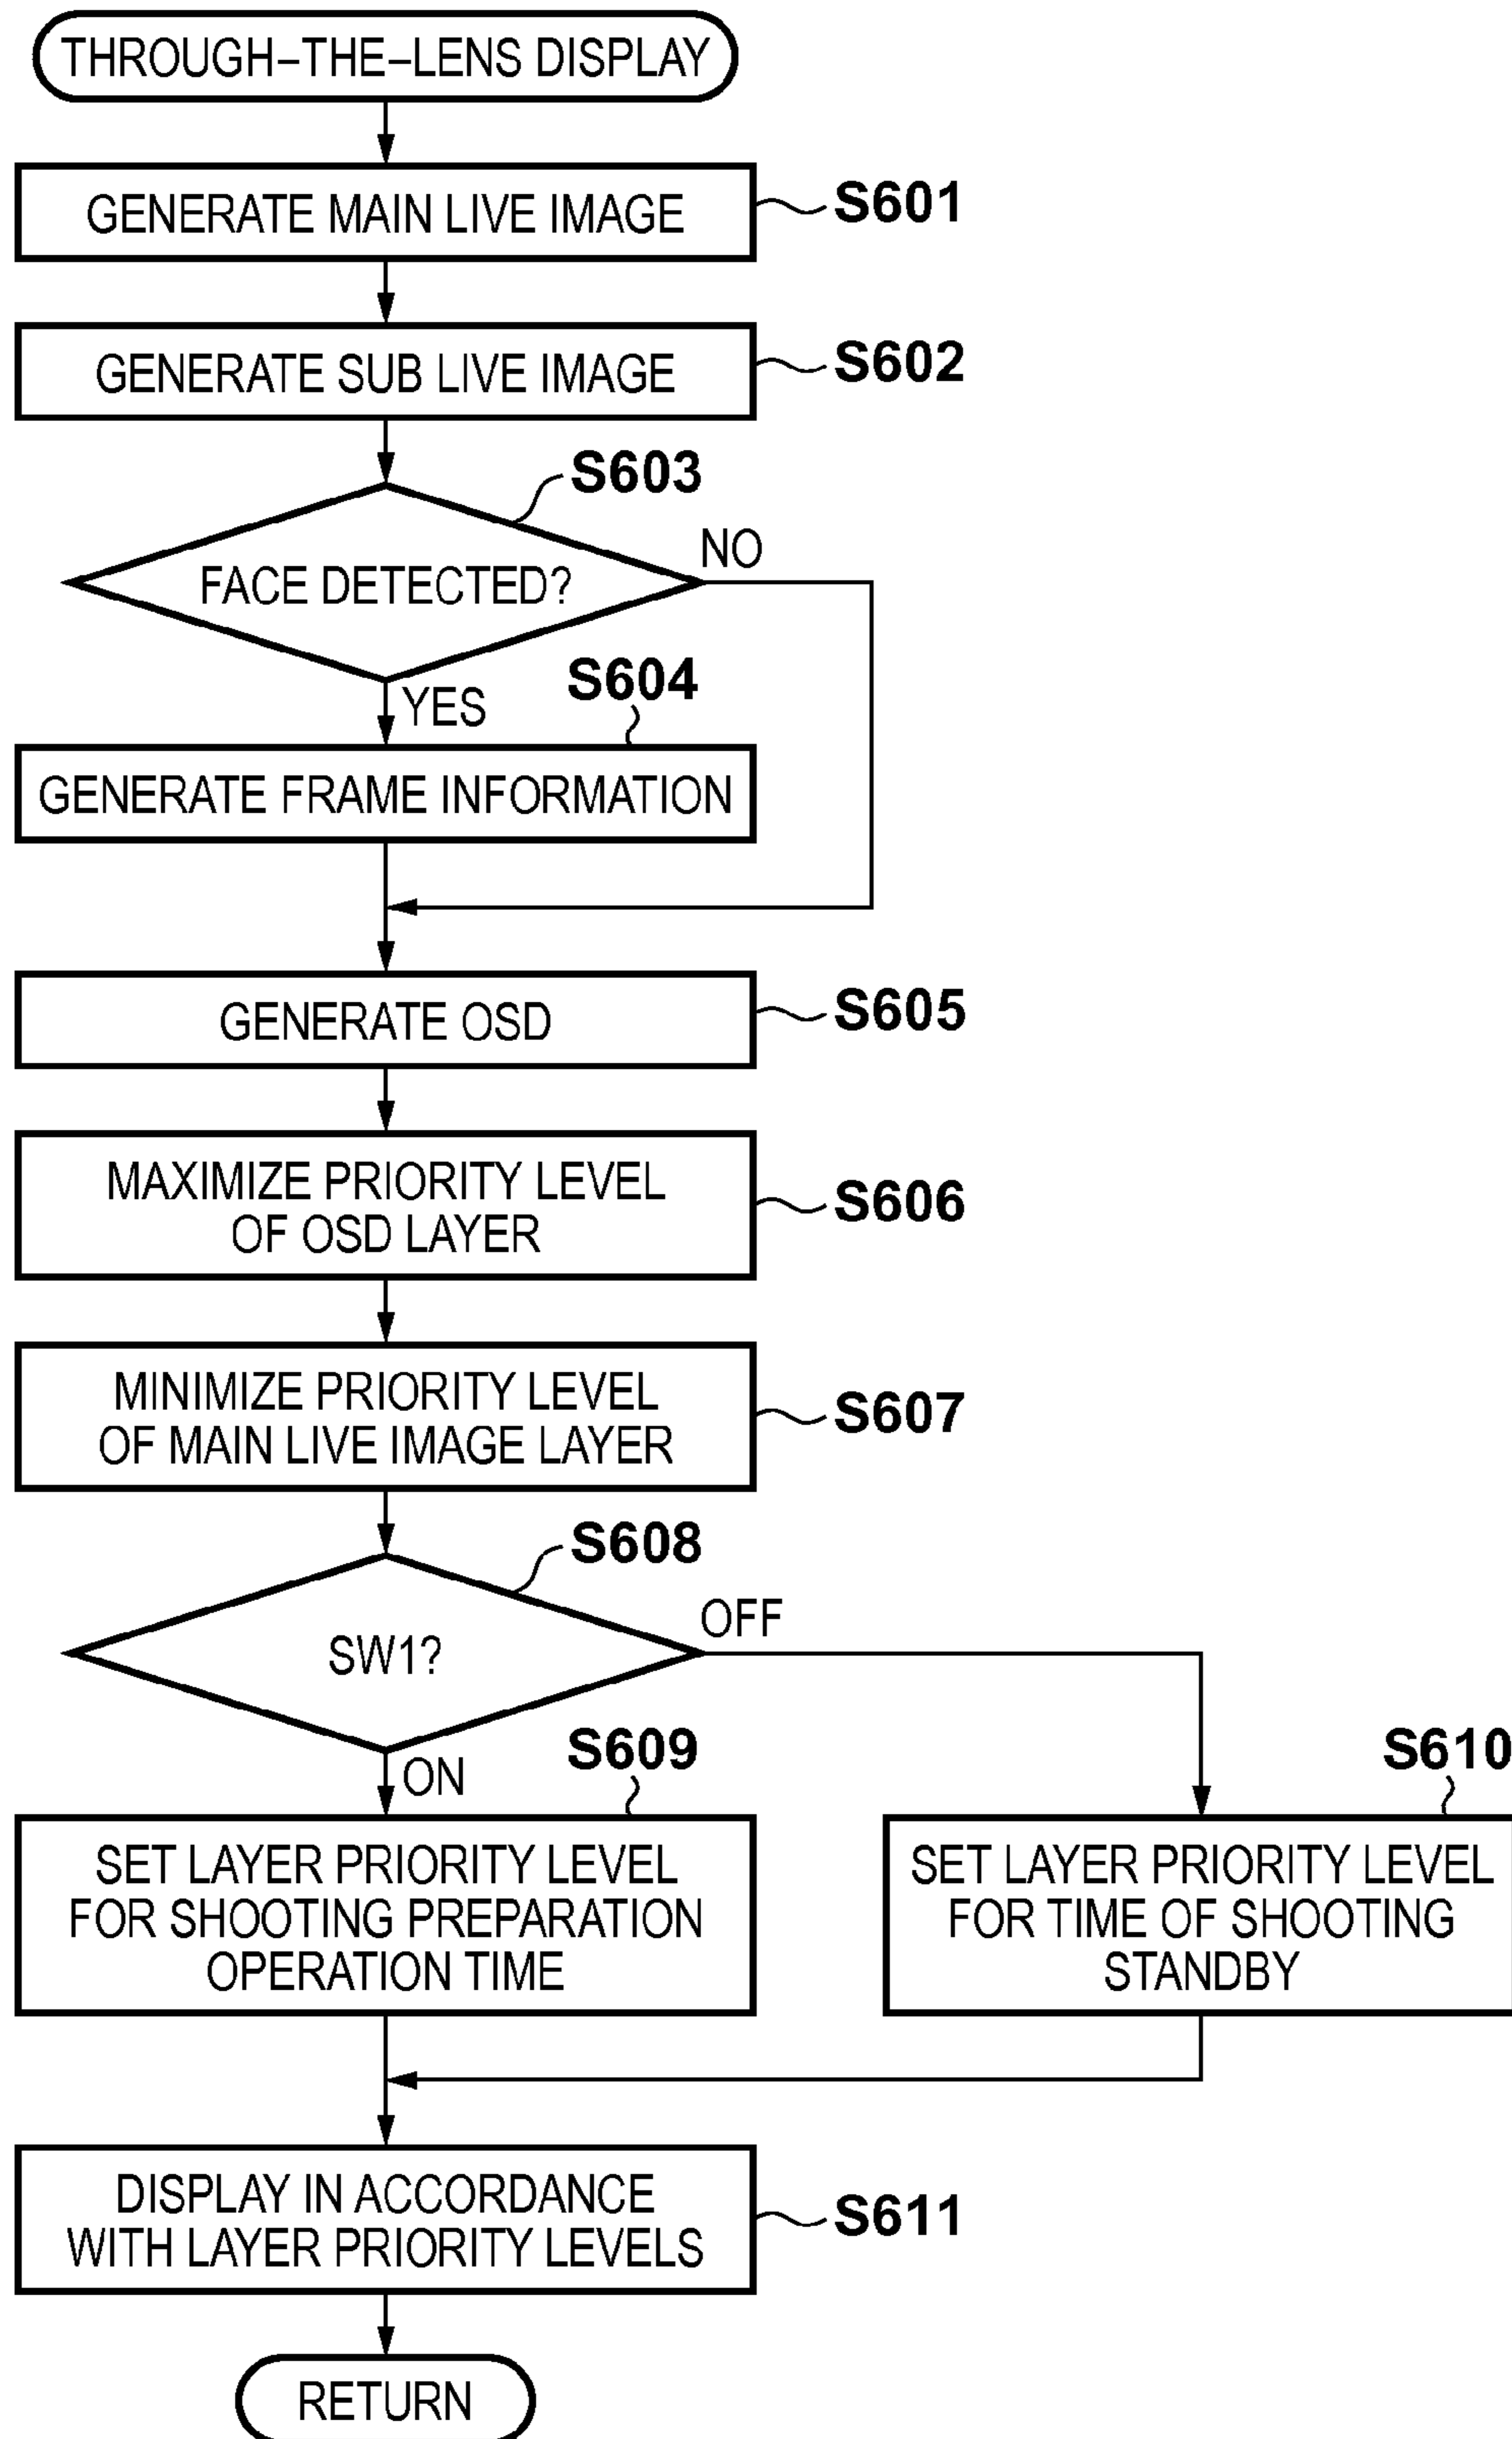 THROUGH-THE-LENS DISPLAY
GENERATE MAIN LIVE IMAGE
S601
GENERATE SUB LIVE IMAGE
S602
S603
FACE DETECTED?
NO
YES
S604
GENERATE FRAME INFORMATION
GENERATE OSD
S605
MAXIMIZE PRIORITY LEVEL
OF OSD LAYER
S606
MINIMIZE PRIORITY LEVEL
OF MAIN LIVE IMAGE LAYER
S607
S608
SW1?
OFF
ON
S609
SET LAYER PRIORITY LEVEL
FOR SHOOTING PREPARATION
OPERATION TIME
S610
SET LAYER PRIORITY LEVEL
FOR TIME OF SHOOTING
STANDBY
DISPLAY IN ACCORDANCE
WITH LAYER PRIORITY LEVELS
S611
RETURN